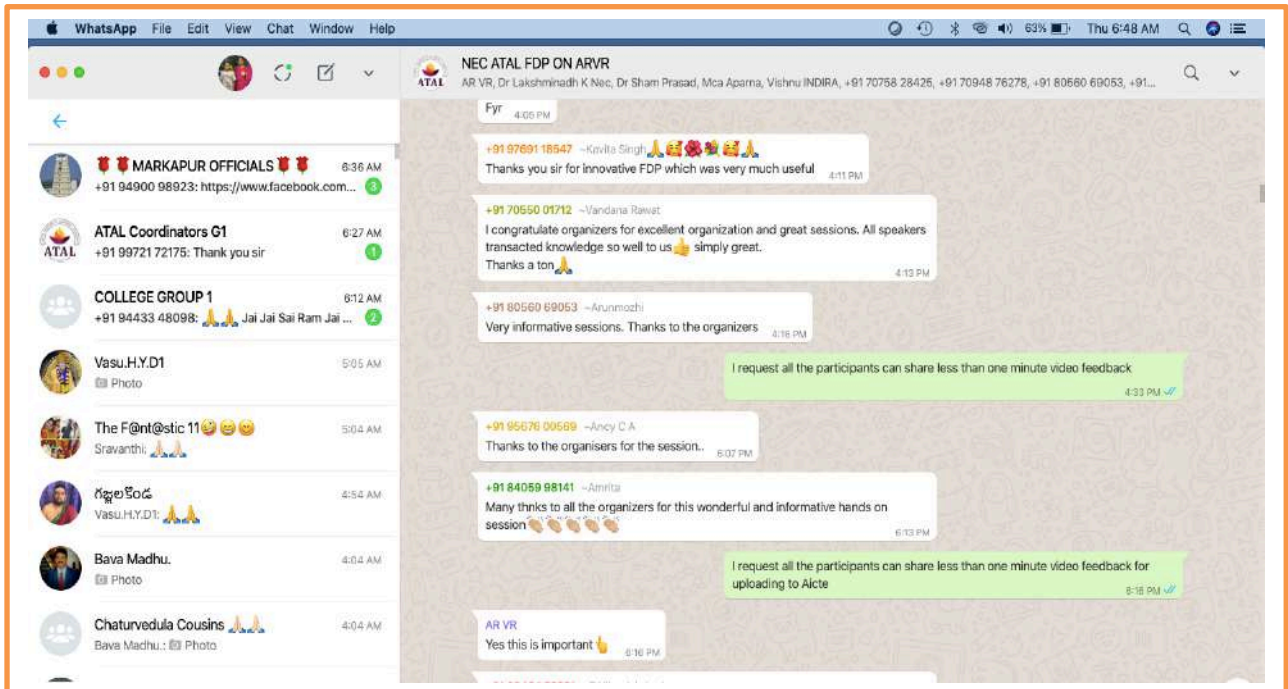 WhatsApp File Edit View Chat Window Help
63% Thu 6:48 AM
NEC ATAL FDP ON ARVR
ATAL
AR VR, Dr Lakshminadh K Nec, Dr Sham Prasad, Mca Aparna, Vishnu INDIRA, +91 70758 28425, +91 70948 76278, +91 80560 69053, +91...
🌹🌹 MARKAPUR OFFICIALS 🌹🌹 6:36 AM
+91 94900 98923: https://www.facebook.com... 3
ATAL
ATAL Coordinators G1 6:27 AM
+91 99721 72175: Thank you sir 1
COLLEGE GROUP 1 6:12 AM
+91 94433 48098: 🙏🙏 Jai Jai Sai Ram Jai ... 2
Vasu.H.Y.D1 5:05 AM
Photo
The F@nt@stic 11 5:04 AM
Sravanthi: 🙏🏻🙏🏻
గజ్జలకొండ 4:54 AM
Vasu.H.Y.D1: 🙏🙏
Bava Madhu. 4:04 AM
Photo
Chaturvedula Cousins 🙏🏻🙏🏻 4:04 AM
Bava Madhu.: Photo
Fyr 4:05 PM
+91 97691 18547 ~Kavita Singh🙏🥰🌺💐🥰🙏
Thanks you sir for innovative FDP which was very much useful 4:11 PM
+91 70550 01712 ~Vandana Rawat
I congratulate organizers for excellent organization and great sessions. All speakers
transacted knowledge so well to us👍 simply great.
Thanks a ton🙏 4:13 PM
+91 80560 69053 ~Arunmozhi
Very informative sessions. Thanks to the organizers 4:16 PM
I request all the participants can share less than one minute video feedback
4:33 PM
+91 95676 00569 ~Ancy C A
Thanks to the organisers for the session.. 6:07 PM
+91 84059 98141 ~Amrita
Many thnks to all the organizers for this wonderful and informative hands on
session👏🏼👏🏼👏🏼👏🏼👏🏼 6:13 PM
I request all the participants can share less than one minute video feedback for
uploading to Aicte 6:16 PM
AR VR
Yes this is important👆 6:16 PM